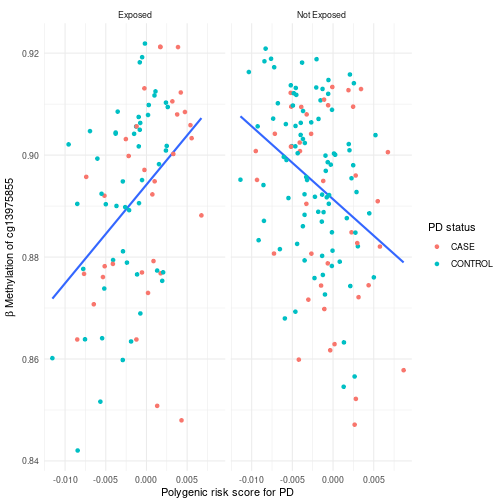 Exposed
Not Exposed
β Methylation of cg13975855
0.92
0.90
0.88
0.86
0.84
-0.010
-0.005
0.000
0.005
-0.010
-0.005
0.000
0.005
Polygenic risk score for PD
PD status
CASE
CONTROL